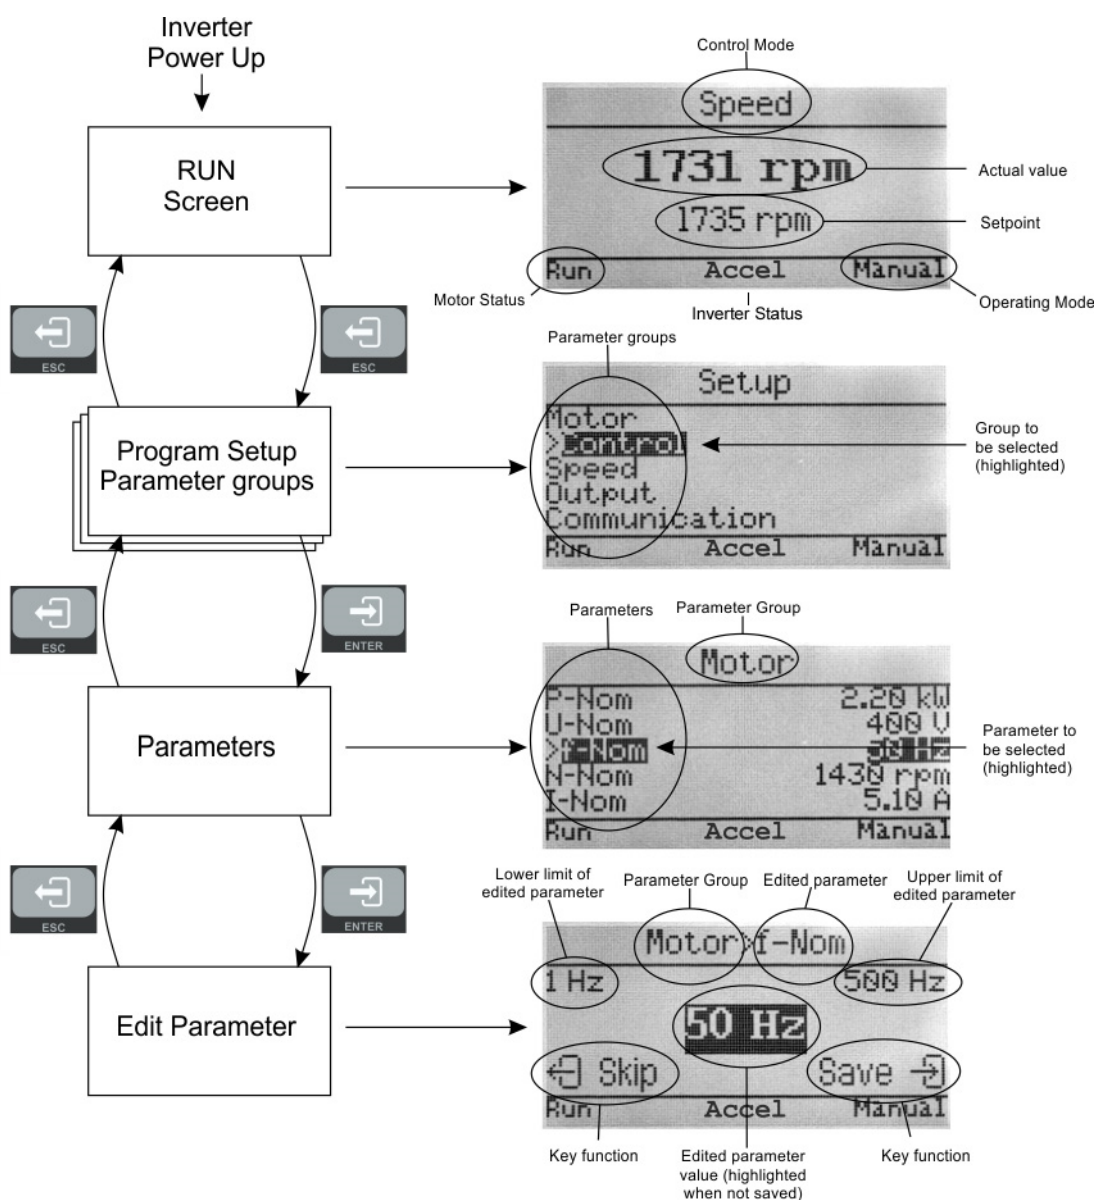 Inverter
Power Up
RUN
Screen
Control Mode
Speed
1731 rpm
Actual value
1735 rpm
Setpoint
Run Accel Manual
Motor Status
Inverter Status
Operating Mode
ESC
ESC
Program Setup
Parameter groups
Parameter groups
Setup
Motor
>Control
Speed
Output
Communication
Group to
be selected
(highlighted)
Run Accel Manual
ESC
ENTER
Parameters
Parameters
Parameter Group
Motor
P-Nom 2.20 kW
U-Nom 400 V
>f-Nom 50 Hz
N-Nom 1430 rpm
I-Nom 5.10 A
Run Accel Manual
Parameter to
be selected
(highlighted)
ESC
ENTER
Edit Parameter
Lower limit of
edited parameter
Parameter Group
Edited parameter
Upper limit of
edited parameter
Motor>f-Nom
1 Hz
500 Hz
50 Hz
Skip
Save
Run Accel Manual
Key function
Edited parameter
value (highlighted
when not saved)
Key function